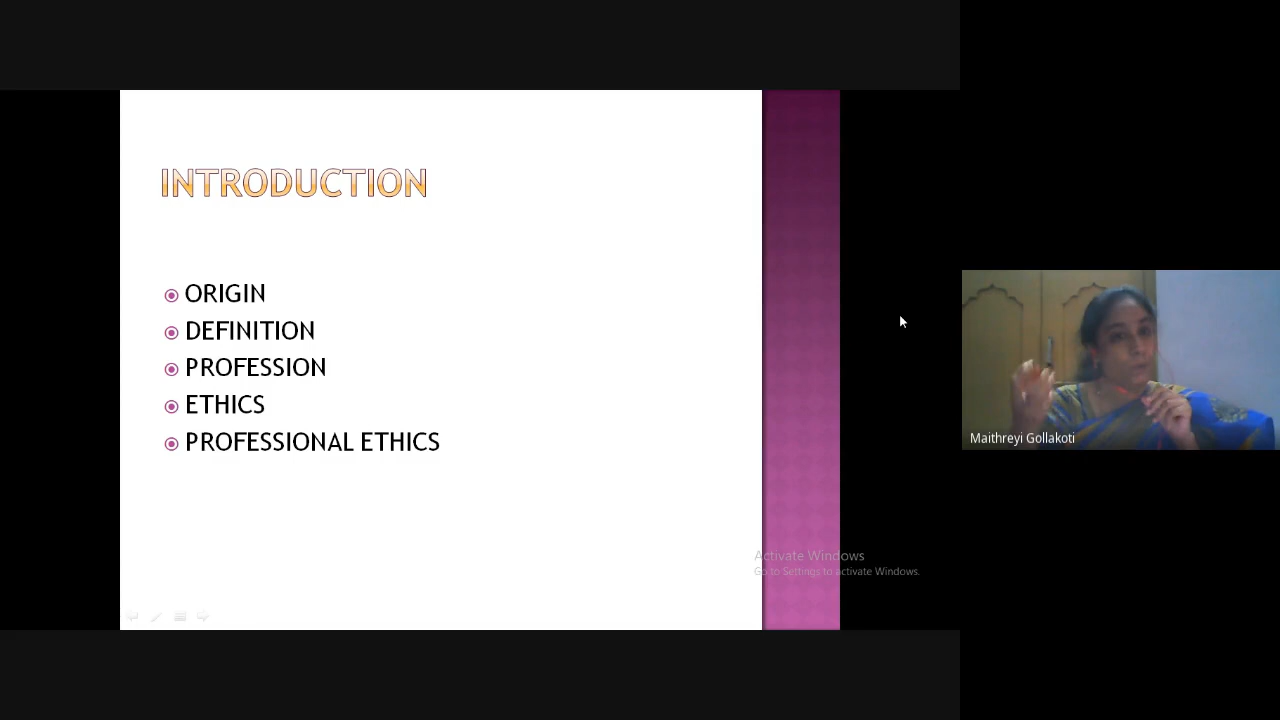 INTRODUCTION
ORIGIN
DEFINITION
PROFESSION
ETHICS
PROFESSIONAL ETHICS
Maithreyi Gollakoti
Activate Windows
Go to Settings to activate Windows.